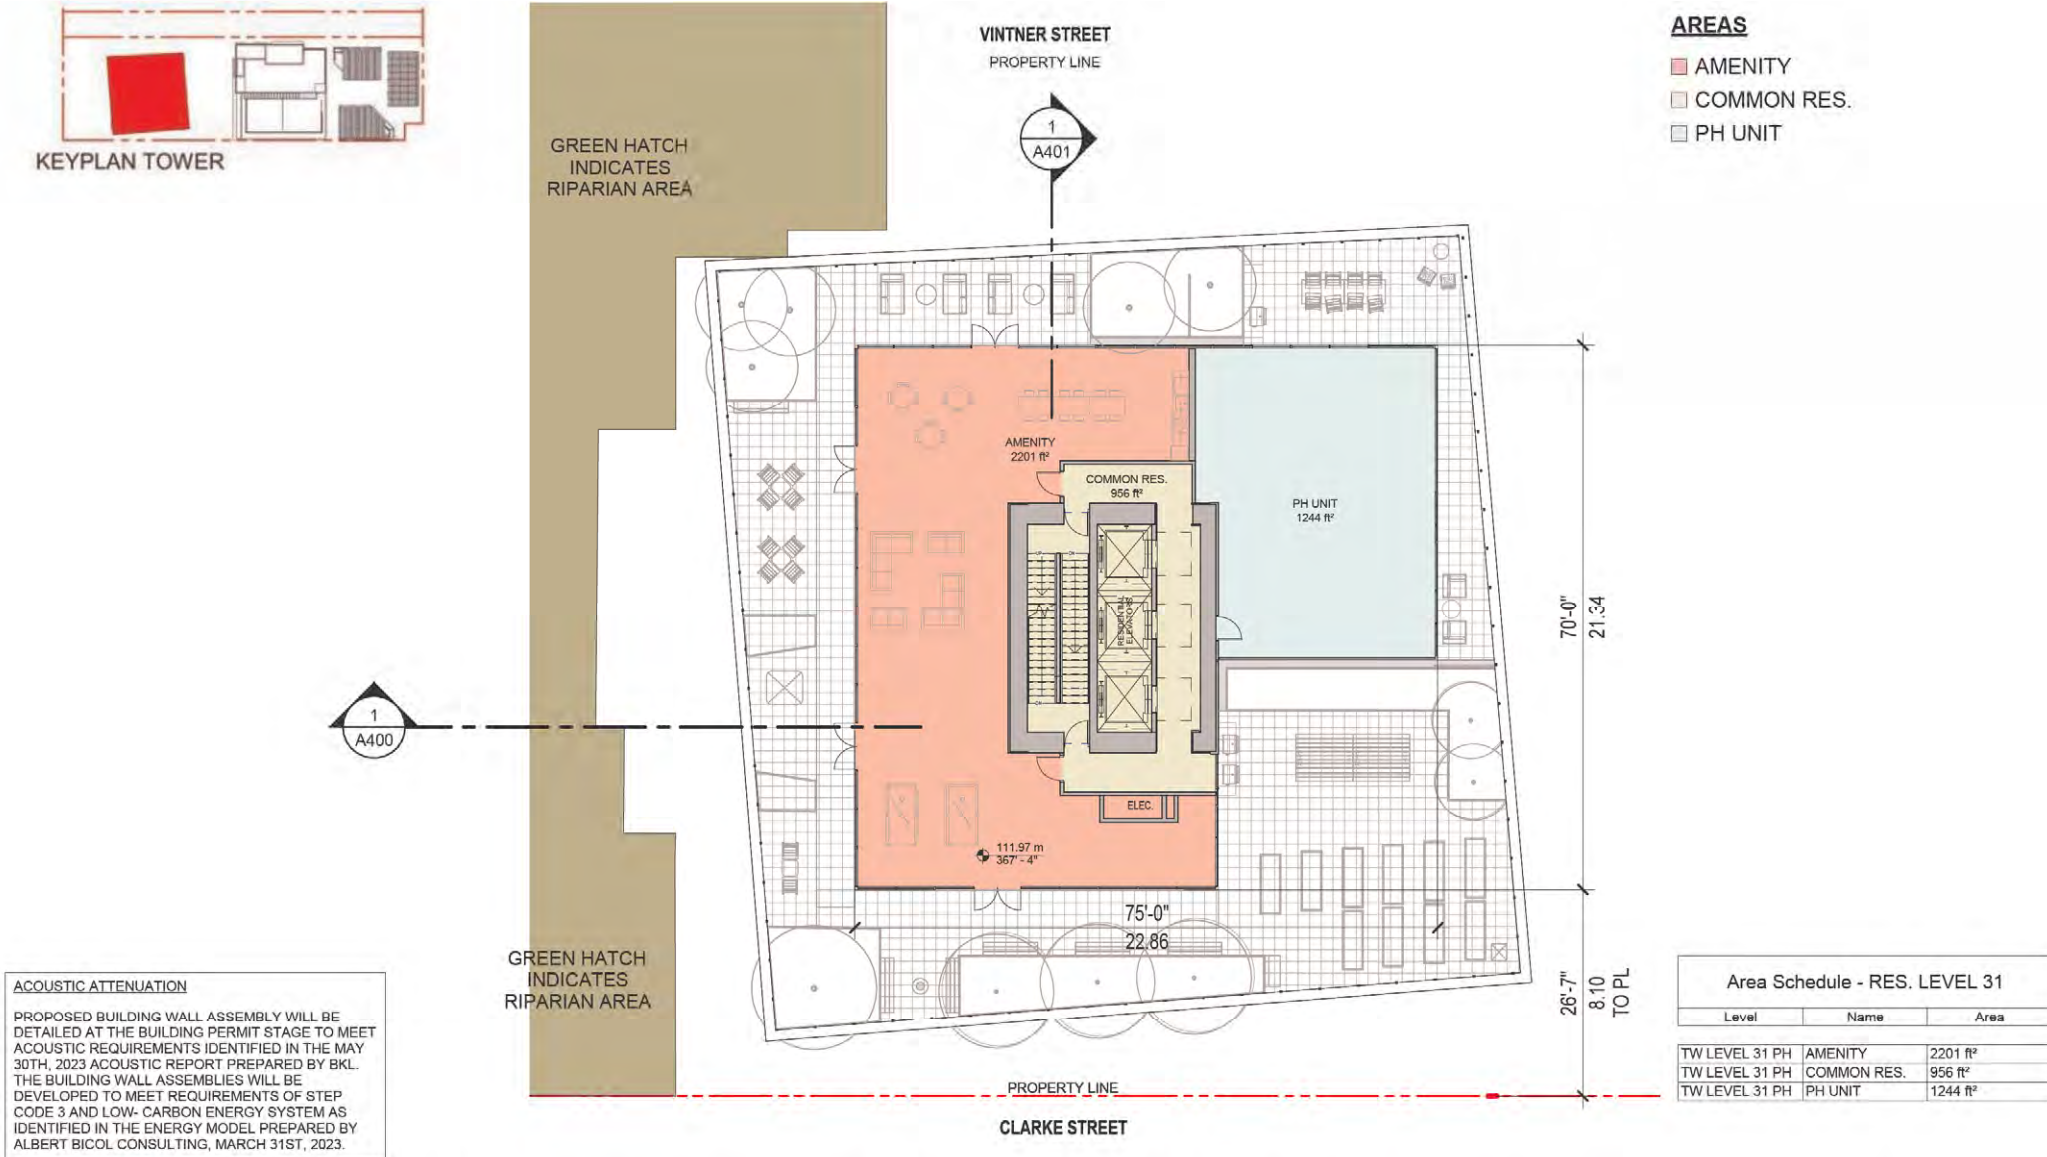 KEYPLAN TOWER
VINTNER STREET
PROPERTY LINE
1
A401
AREAS
AMENITY
COMMON RES.
PH UNIT
GREEN HATCH
INDICATES
RIPARIAN AREA
AMENITY
2201 ft²
COMMON RES.
956 ft²
PH UNIT
1244 ft²
UP
DN
RESIDENTIAL
ELEVATORS
DN
70'-0"
21.34
1
A400
ELEC.
111.97 m
367' - 4"
75'-0"
22.86
26'-7"
8.10
TO PL
GREEN HATCH
INDICATES
RIPARIAN AREA
PROPERTY LINE
CLARKE STREET
ACOUSTIC ATTENUATION
PROPOSED BUILDING WALL ASSEMBLY WILL BE
DETAILED AT THE BUILDING PERMIT STAGE TO MEET
ACOUSTIC REQUIREMENTS IDENTIFIED IN THE MAY
30TH, 2023 ACOUSTIC REPORT PREPARED BY BKL.
THE BUILDING WALL ASSEMBLIES WILL BE
DEVELOPED TO MEET REQUIREMENTS OF STEP
CODE 3 AND LOW- CARBON ENERGY SYSTEM AS
IDENTIFIED IN THE ENERGY MODEL PREPARED BY
ALBERT BICOL CONSULTING, MARCH 31ST, 2023.
Area Schedule - RES. LEVEL 31
Level Name Area
TW LEVEL 31 PH AMENITY 2201 ft²
TW LEVEL 31 PH COMMON RES. 956 ft²
TW LEVEL 31 PH PH UNIT 1244 ft²